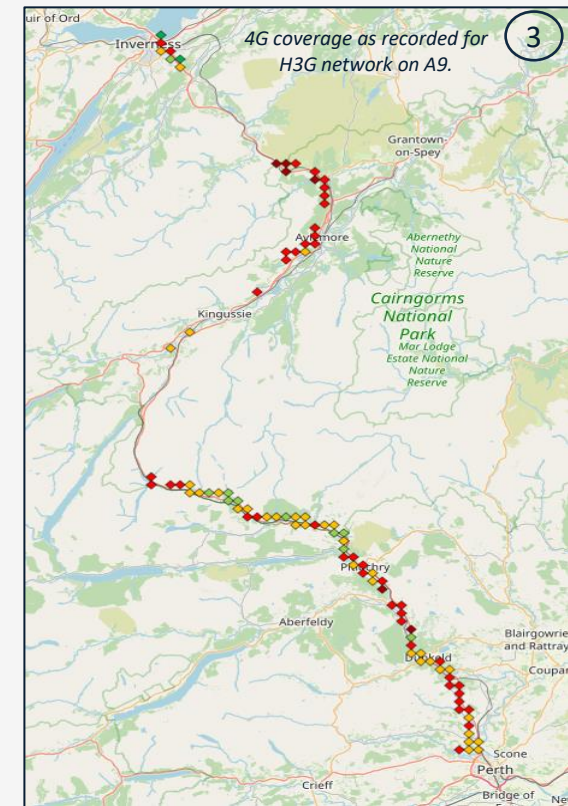 uir of Ord
Inverness
4G coverage as recorded for
H3G network on A9.
3
Grantown
on-Spey
Aviemore
Abernethy
National
Nature
Reserve
Cairngorms
National
Park
Mar Lodge
Estate National
Nature
Reserve
Kingussie
Pitlochry
Aberfeldy
Blairgowrie
and Rattray
Dunkeld
Coupar
Scone
Perth
Crieff
Bridge of
Ne